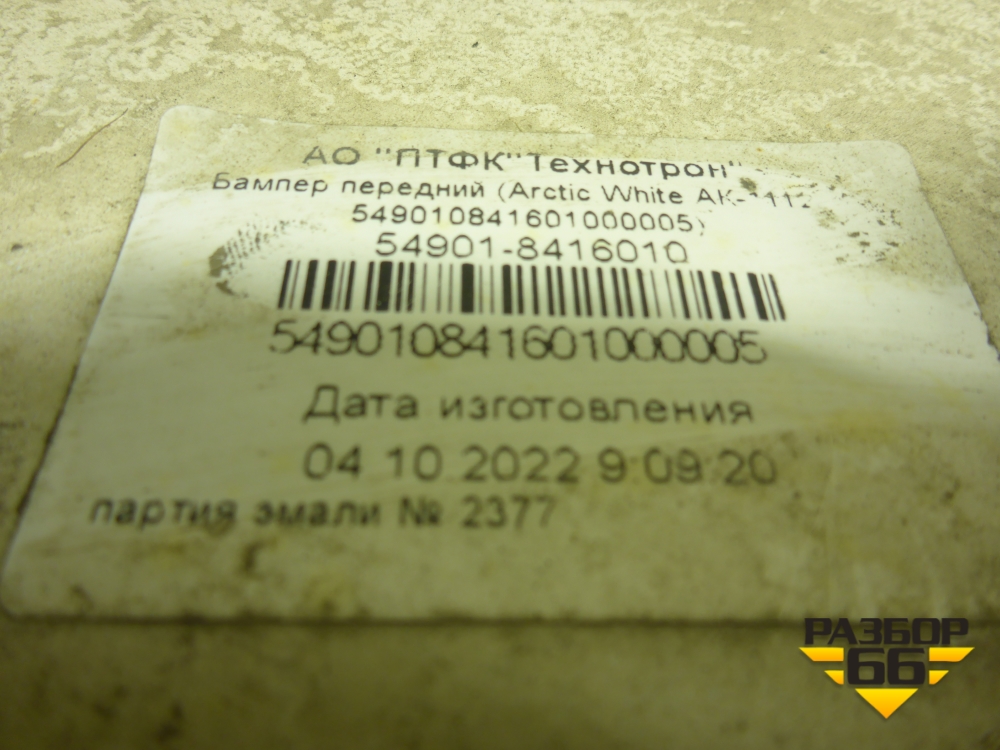 АО "ПТФК"Технотрон"
Бампер передний (Arctic White
549010841601000005)
54901-8416010
549010841601000005
Дата изготовления
04 10 2022 9:09:20
партия эмали № 2377
РАЗБОР
66